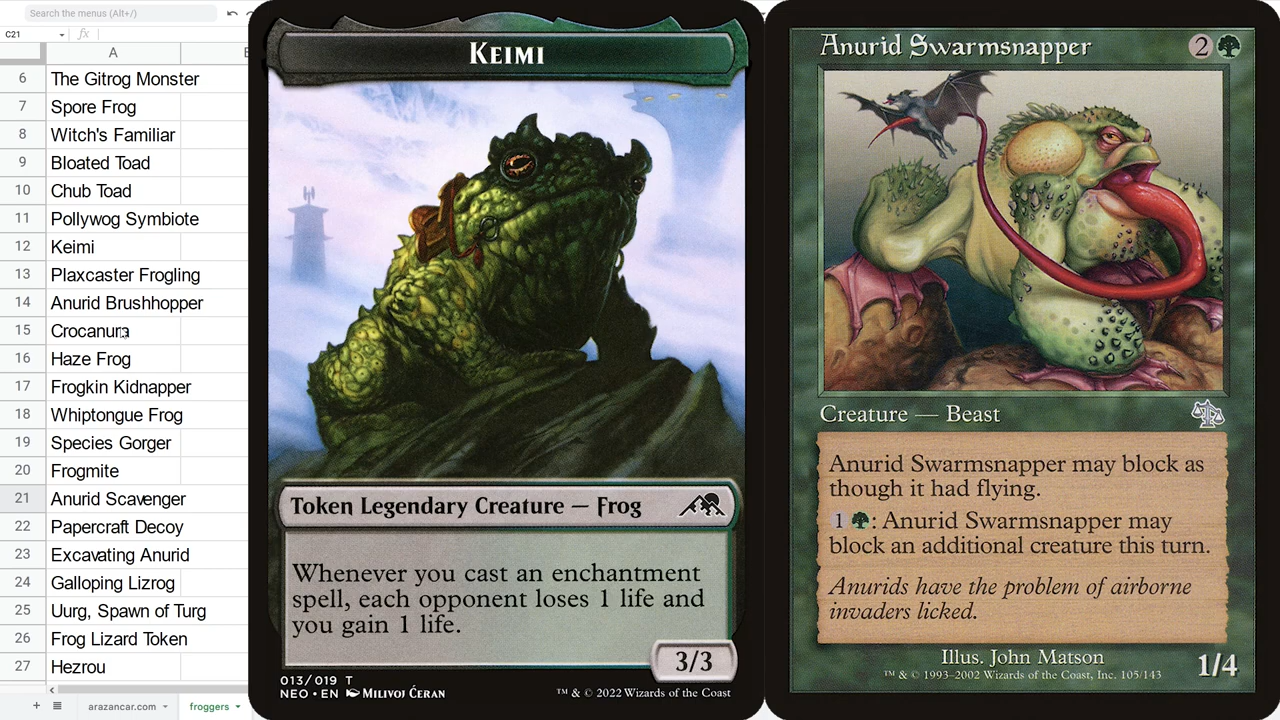 Search the menus (Alt+/)
C21
fx
A
6 The Gitrog Monster
7 Spore Frog
8 Witch's Familiar
9 Bloated Toad
10 Chub Toad
11 Pollywog Symbiote
12 Keimi
13 Plaxcaster Frogling
14 Anurid Brushhopper
15 Crocanura
16 Haze Frog
17 Frogkin Kidnapper
18 Whiptongue Frog
19 Species Gorger
20 Frogmite
21 Anurid Scavenger
22 Papercraft Decoy
23 Excavating Anurid
24 Galloping Lizrog
25 Uurg, Spawn of Turg
26 Frog Lizard Token
27 Hezrou
arazancar.com
froggers
Keimi
Token Legendary Creature — Frog
Whenever you cast an enchantment
spell, each opponent loses 1 life and
you gain 1 life.
3/3
013/019 T
NEO • EN Milivoj Ćeran
™ & © 2022 Wizards of the Coast
Anurid Swarmsnapper
2
Creature — Beast
Anurid Swarmsnapper may block as
though it had flying.
1 : Anurid Swarmsnapper may
block an additional creature this turn.
Anurids have the problem of airborne
invaders licked.
Illus. John Matson
™ & © 1993–2002 Wizards of the Coast, Inc. 105/143
1/4